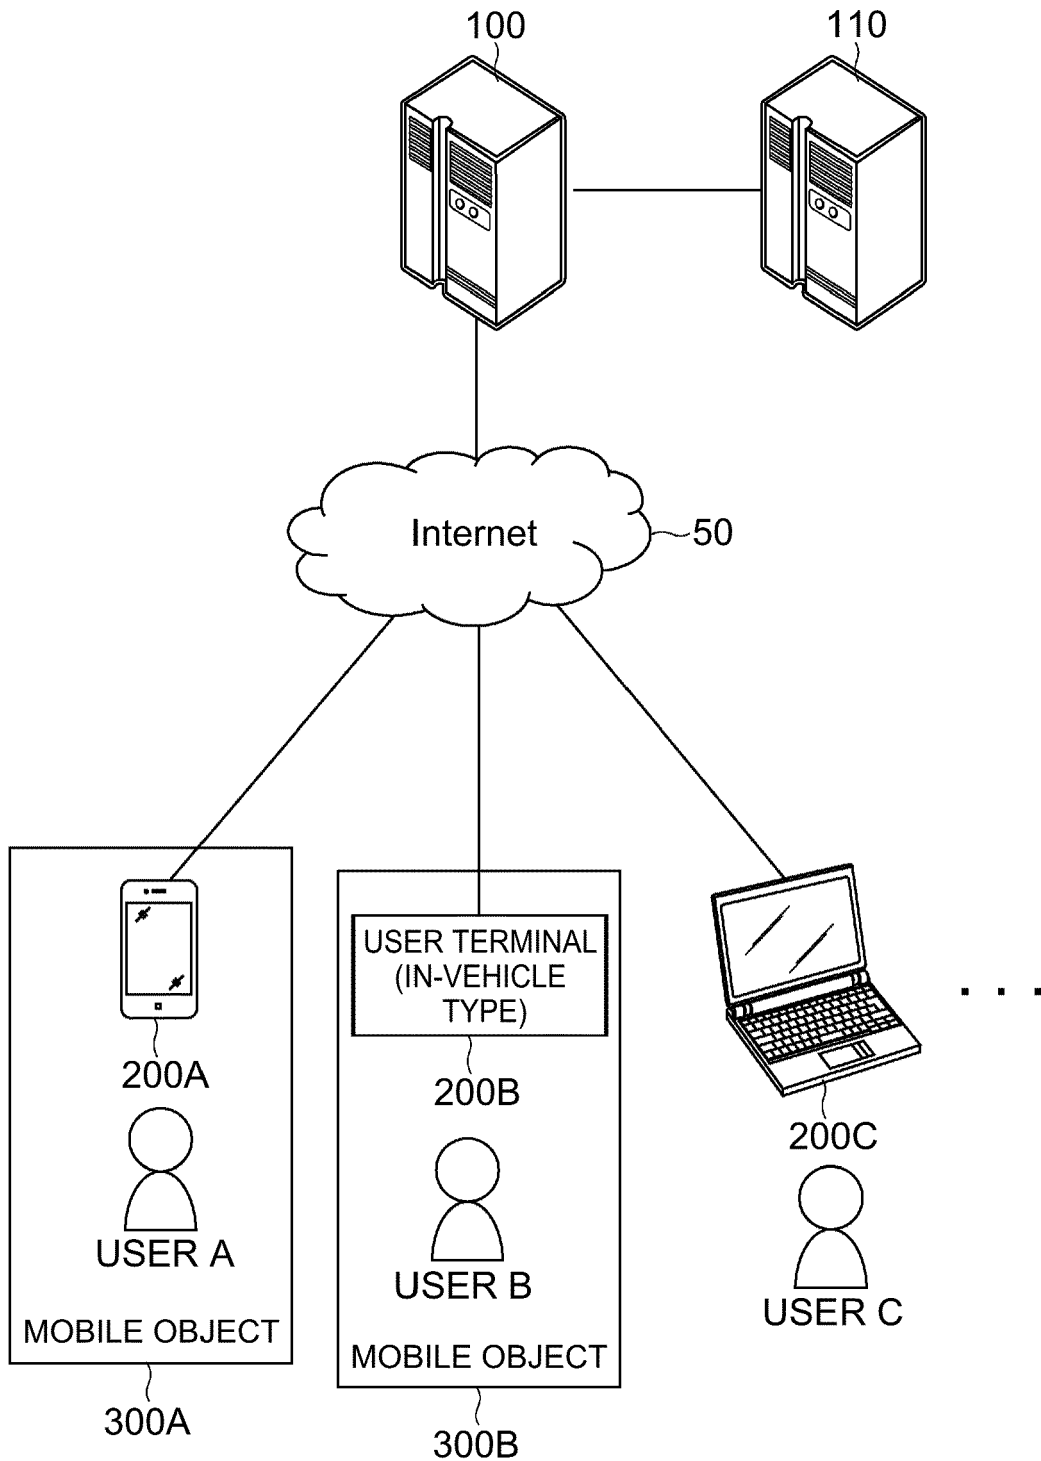 100
110
Internet
50
USER TERMINAL
(IN-VEHICLE
TYPE)
200A
200B
200C
USER A
USER B
USER C
MOBILE OBJECT
MOBILE OBJECT
300A
300B
. . .